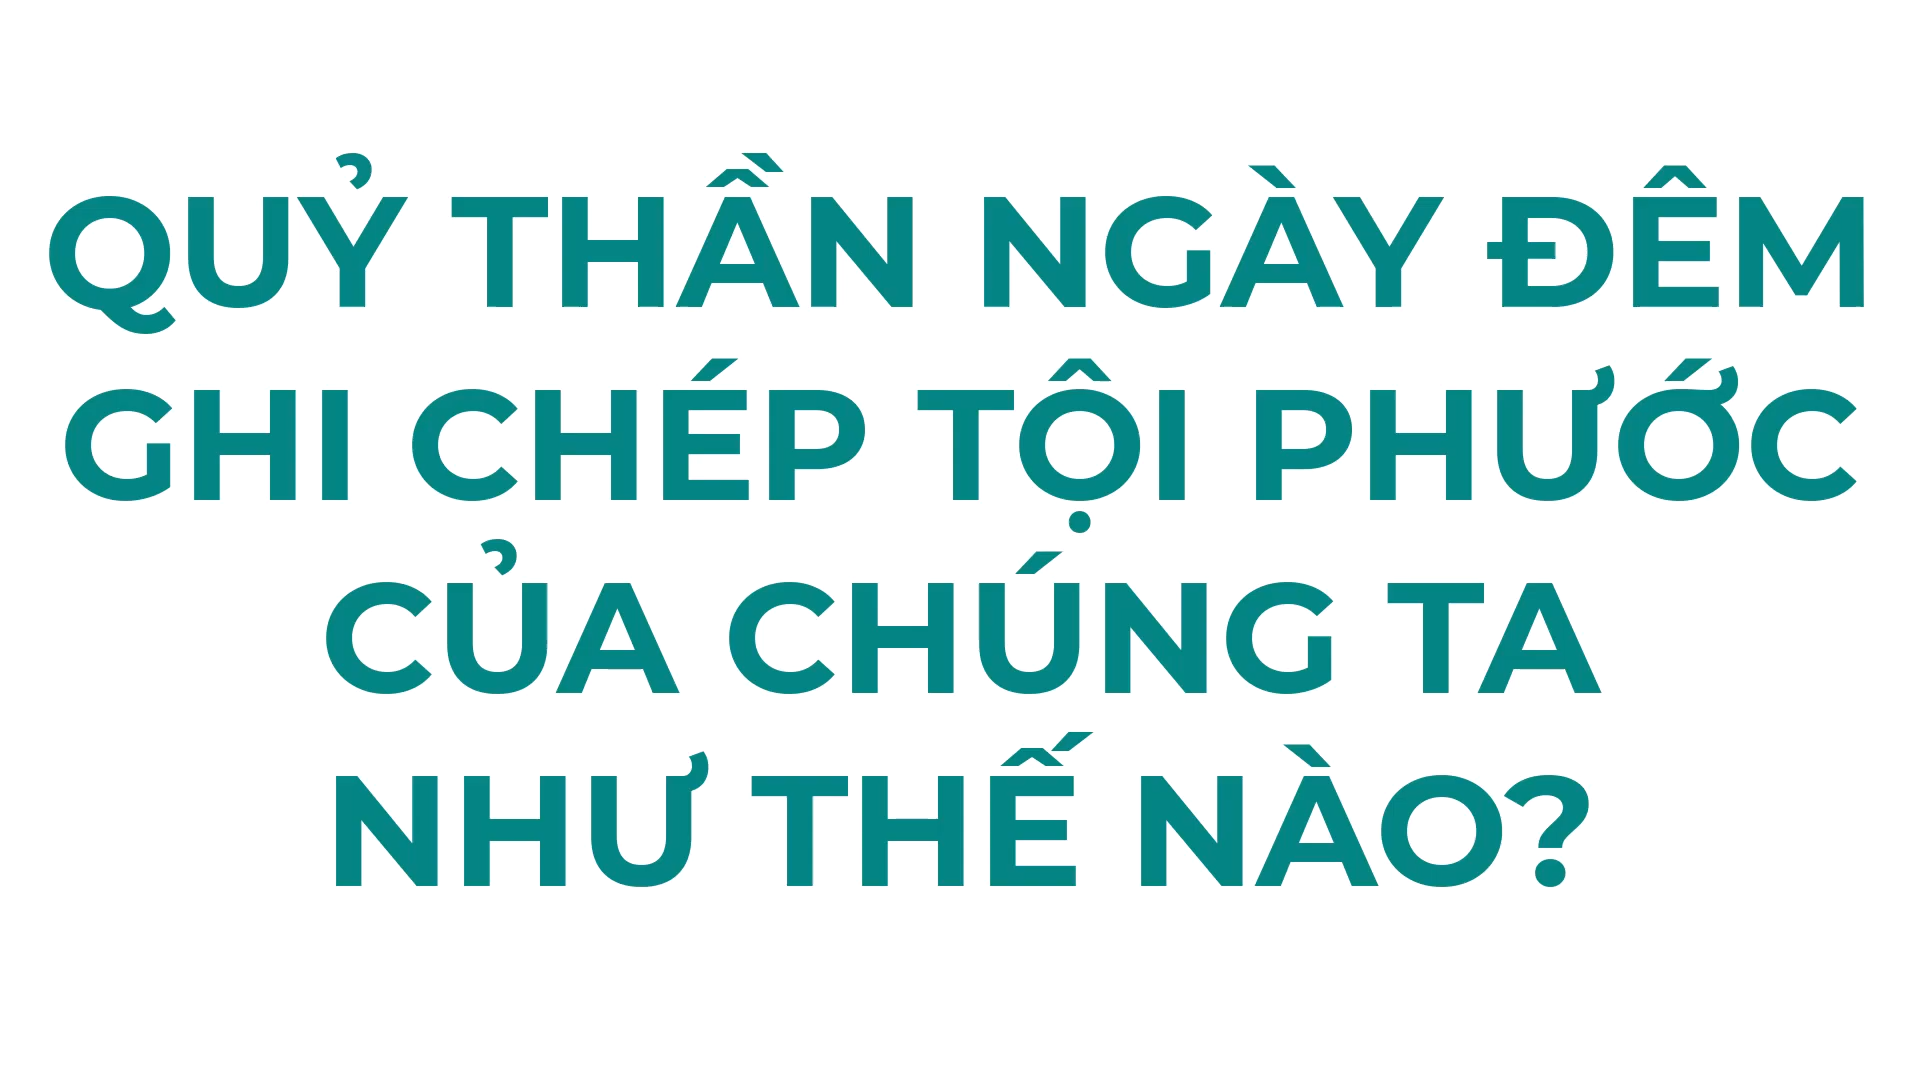 QUỶ THẦN NGÀY ĐÊM
GHI CHÉP TỘI PHƯỚC
CỦA CHÚNG TA
NHƯ THẾ NÀO?